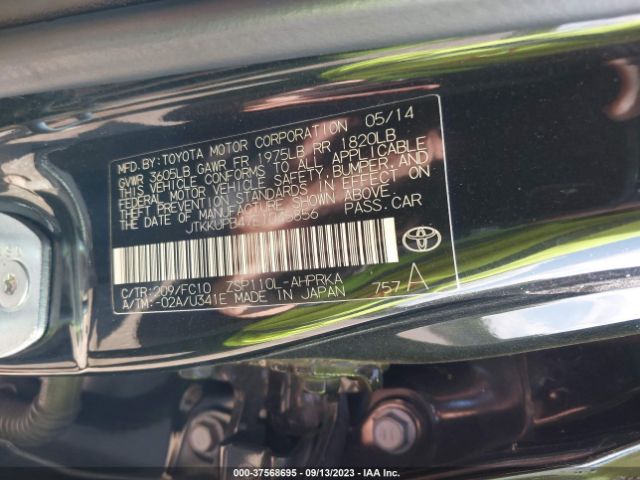 MFD.BY:TOYOTA MOTOR CORPORATION 05/14
GVWR 3605LB GAWR FR 1975LB RR 1820LB
THIS VEHICLE CONFORMS TO ALL APPLICABLE
FEDERAL MOTOR VEHICLE SAFETY, BUMPER, AND
THEFT PREVENTION STANDARDS IN EFFECT ON
THE DATE OF MANUFACTURE SHOWN ABOVE.
PASS.CAR
C/TR:209/FC10 ZSP110L-AHPRKA
A/TM:-02A/U341E MADE IN JAPAN 757 A
000-37568695 - 09/13/2023 - IAA Inc.